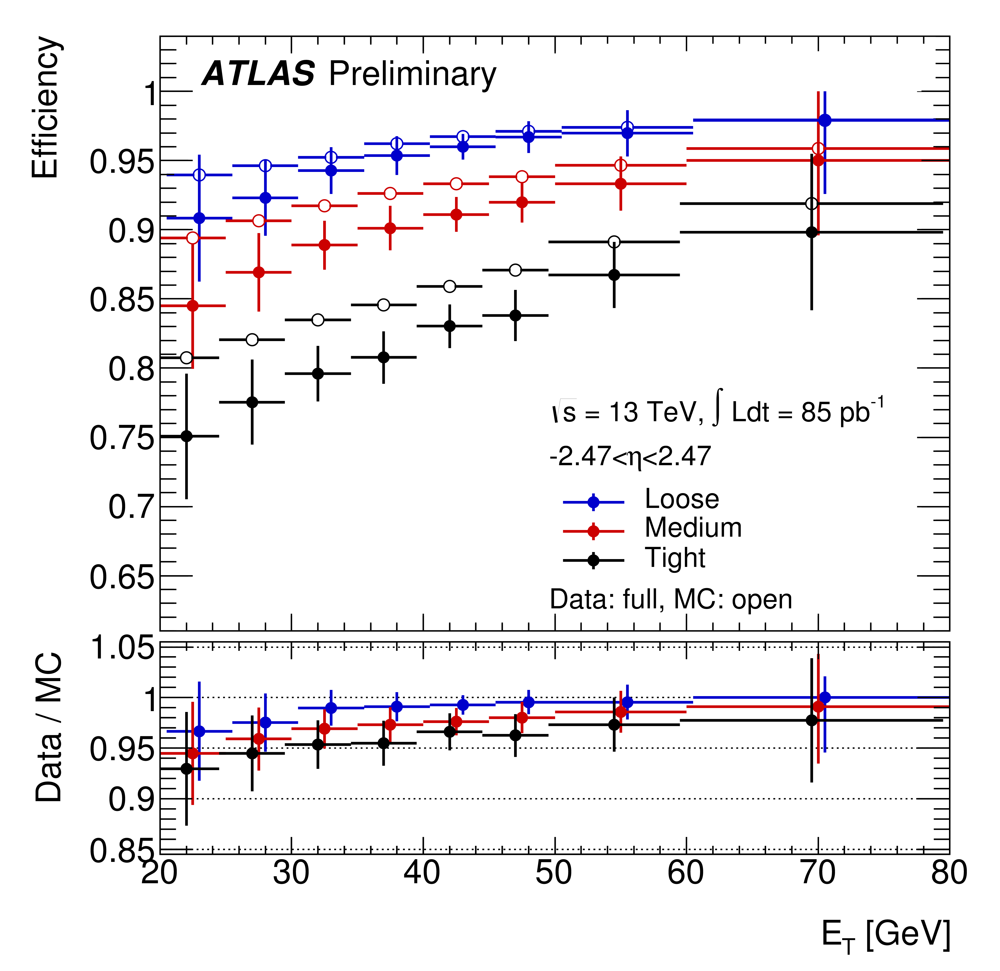 Efficiency
ATLAS Preliminary
1
0.95
0.9
0.85
0.8
0.75
0.7
0.65
√s = 13 TeV, ∫ Ldt = 85 pb⁻¹
-2.47<η<2.47
Loose
Medium
Tight
Data: full, MC: open
Data / MC
1.05
1
0.95
0.9
0.85
20 30 40 50 60 70 80
E_T [GeV]